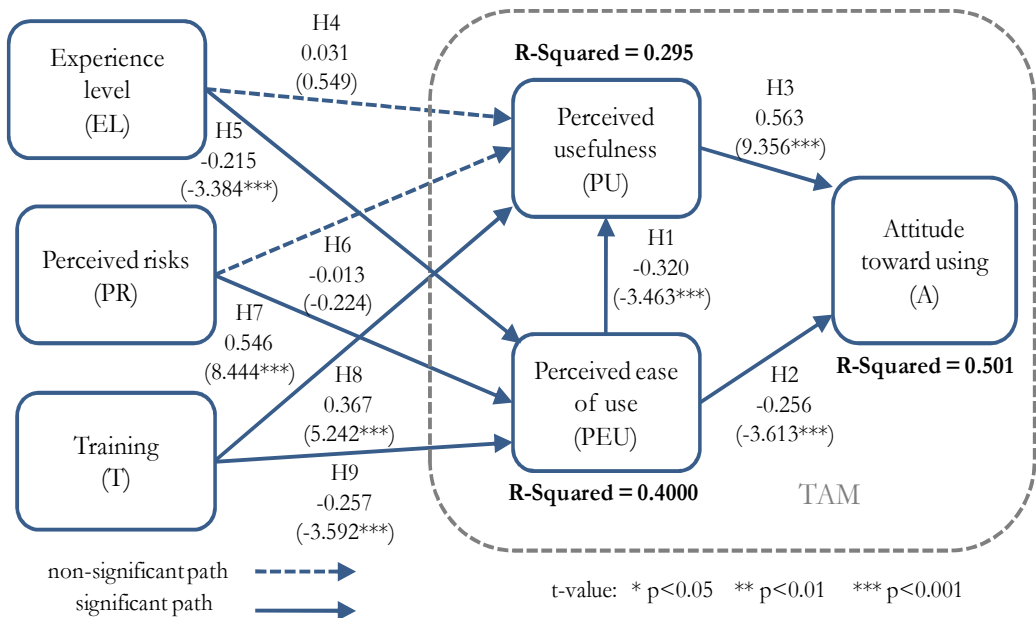 H4
0.031
(0.549)
R-Squared = 0.295
Experience
level
(EL)
H5
-0.215
(-3.384***)
Perceived
usefulness
(PU)
H3
0.563
(9.356***)
Perceived risks
(PR)
H6
-0.013
(-0.224)
H1
-0.320
(-3.463***)
Attitude
toward using
(A)
R-Squared = 0.501
H7
0.546
(8.444***)
H8
0.367
(5.242***)
Perceived ease
of use
(PEU)
R-Squared = 0.4000
H2
-0.256
(-3.613***)
Training
(T)
H9
-0.257
(-3.592***)
TAM
non-significant path
significant path
t-value: * p<0.05 ** p<0.01 *** p<0.001